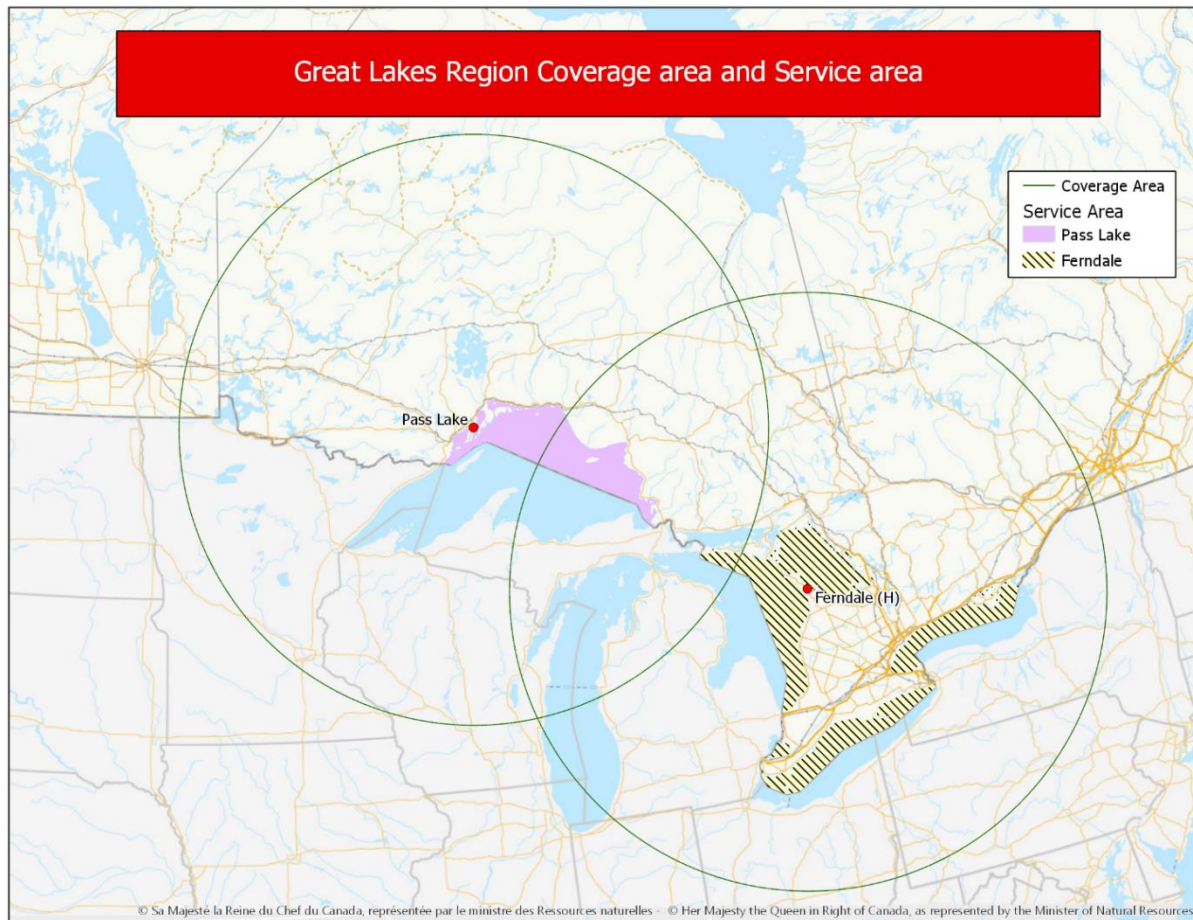 Great Lakes Region Coverage area and Service area
Coverage Area
Service Area
Pass Lake
Ferndale
Pass Lake
Ferndale (H)
© Sa Majesté la Reine du Chef du Canada, représentée par le ministre des Ressources naturelles - © Her Majesty the Queen in Right of Canada, as represented by the Minister of Natural Resources